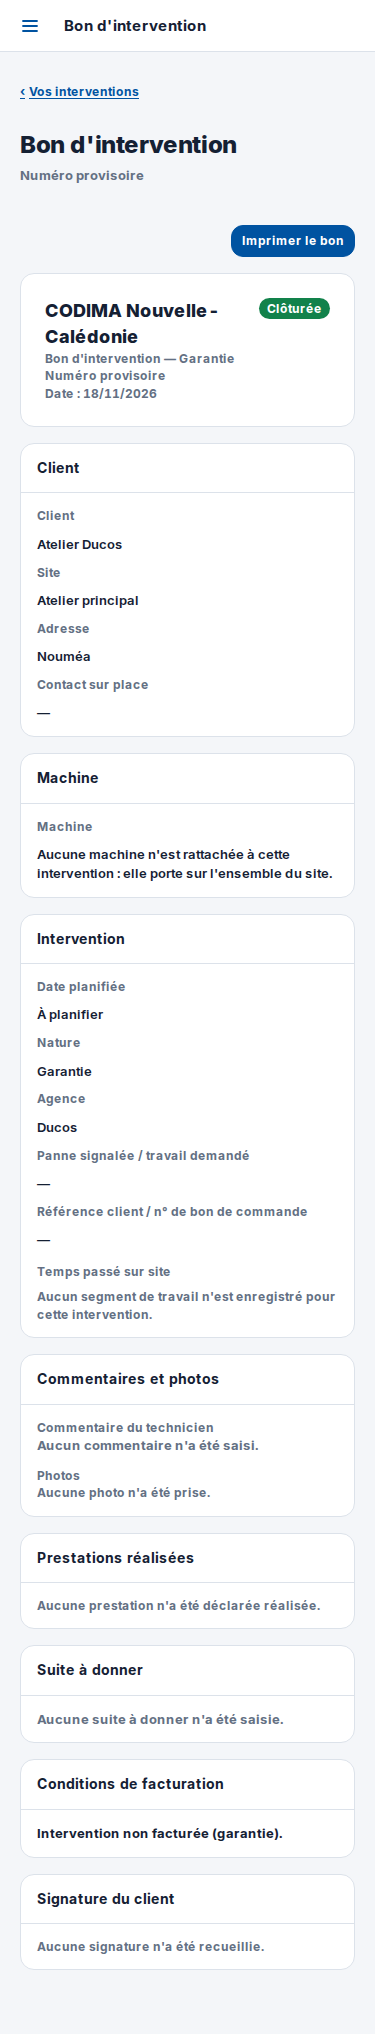 Bon d'intervention
‹ Vos interventions
Bon d'intervention
Numéro provisoire
Imprimer le bon
CODIMA Nouvelle-
Calédonie
Clôturée
Bon d'intervention — Garantie
Numéro provisoire
Date : 18/11/2026
Client
Client
Atelier Ducos
Site
Atelier principal
Adresse
Nouméa
Contact sur place
—
Machine
Machine
Aucune machine n'est rattachée à cette
intervention : elle porte sur l'ensemble du site.
Intervention
Date planifiée
À planifier
Nature
Garantie
Agence
Ducos
Panne signalée / travail demandé
—
Référence client / n° de bon de commande
—
Temps passé sur site
Aucun segment de travail n'est enregistré pour
cette intervention.
Commentaires et photos
Commentaire du technicien
Aucun commentaire n'a été saisi.
Photos
Aucune photo n'a été prise.
Prestations réalisées
Aucune prestation n'a été déclarée réalisée.
Suite à donner
Aucune suite à donner n'a été saisie.
Conditions de facturation
Intervention non facturée (garantie).
Signature du client
Aucune signature n'a été recueillie.